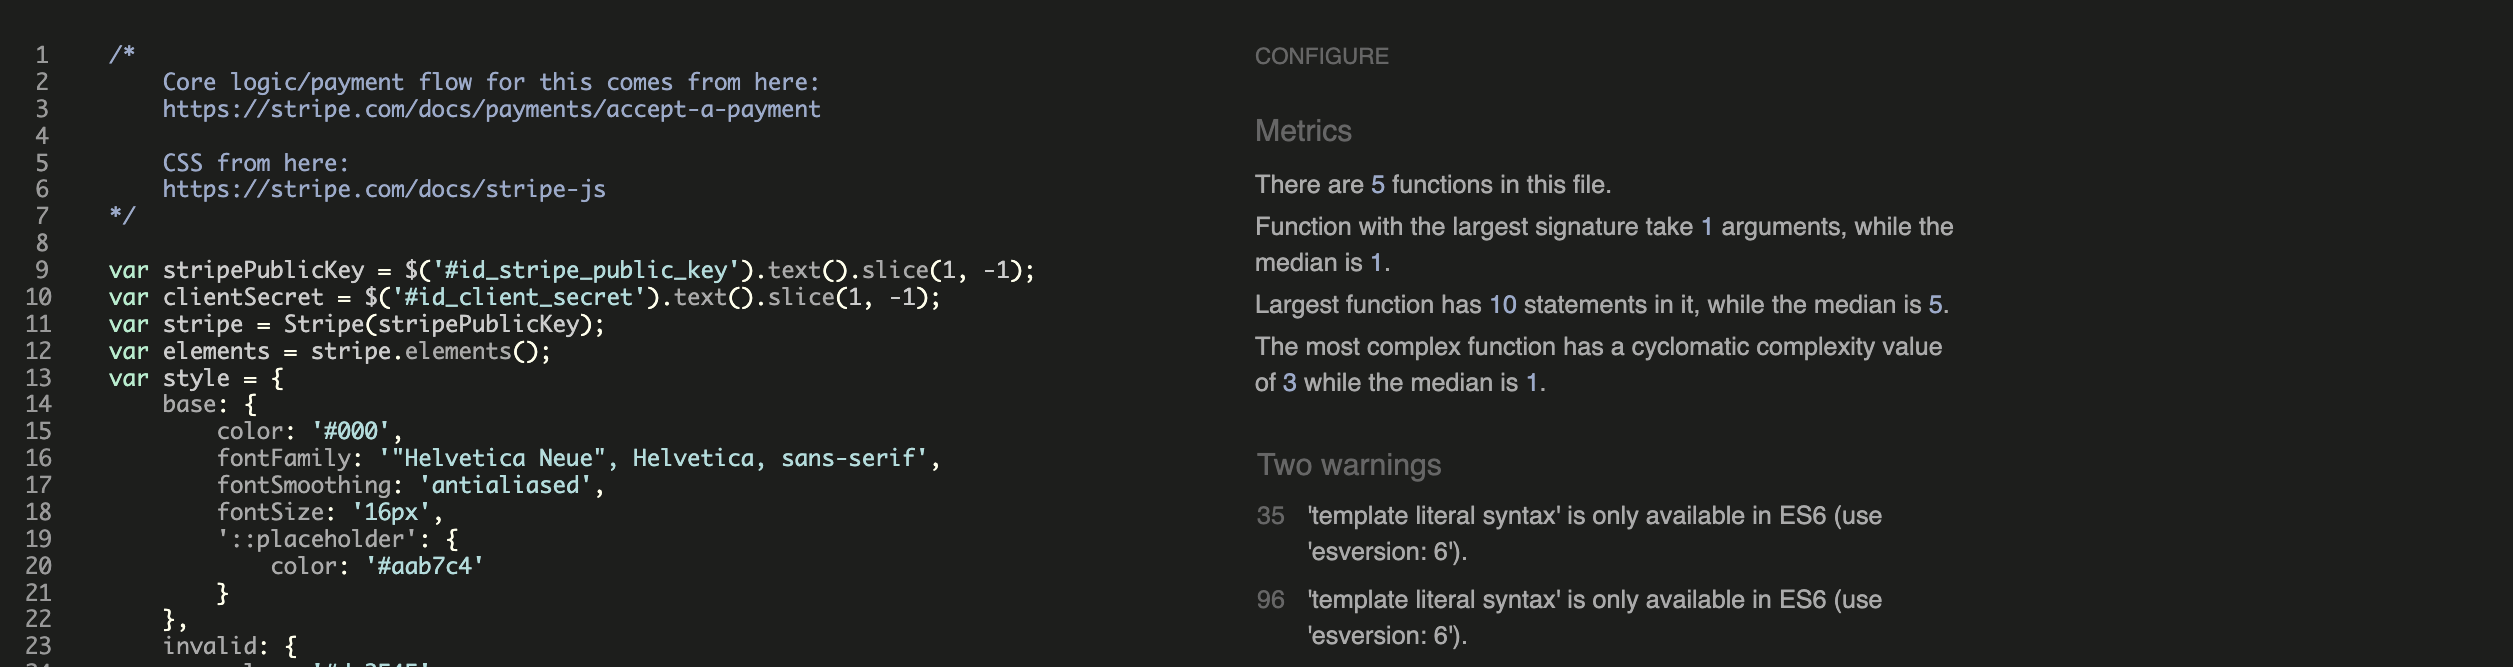 1 /*
2 Core logic/payment flow for this comes from here:
3 https://stripe.com/docs/payments/accept-a-payment
4
5 CSS from here:
6 https://stripe.com/docs/stripe-js
7 */
8
9 var stripePublicKey = $('#id_stripe_public_key').text().slice(1, -1);
10 var clientSecret = $('#id_client_secret').text().slice(1, -1);
11 var stripe = Stripe(stripePublicKey);
12 var elements = stripe.elements();
13 var style = {
14 base: {
15 color: '#000',
16 fontFamily: '"Helvetica Neue", Helvetica, sans-serif',
17 fontSmoothing: 'antialiased',
18 fontSize: '16px',
19 '::placeholder': {
20 color: '#aab7c4'
21 }
22 },
23 invalid: {
CONFIGURE
Metrics
There are 5 functions in this file.
Function with the largest signature take 1 arguments, while the
median is 1.
Largest function has 10 statements in it, while the median is 5.
The most complex function has a cyclomatic complexity value
of 3 while the median is 1.
Two warnings
35 'template literal syntax' is only available in ES6 (use
'esversion: 6').
96 'template literal syntax' is only available in ES6 (use
'esversion: 6').